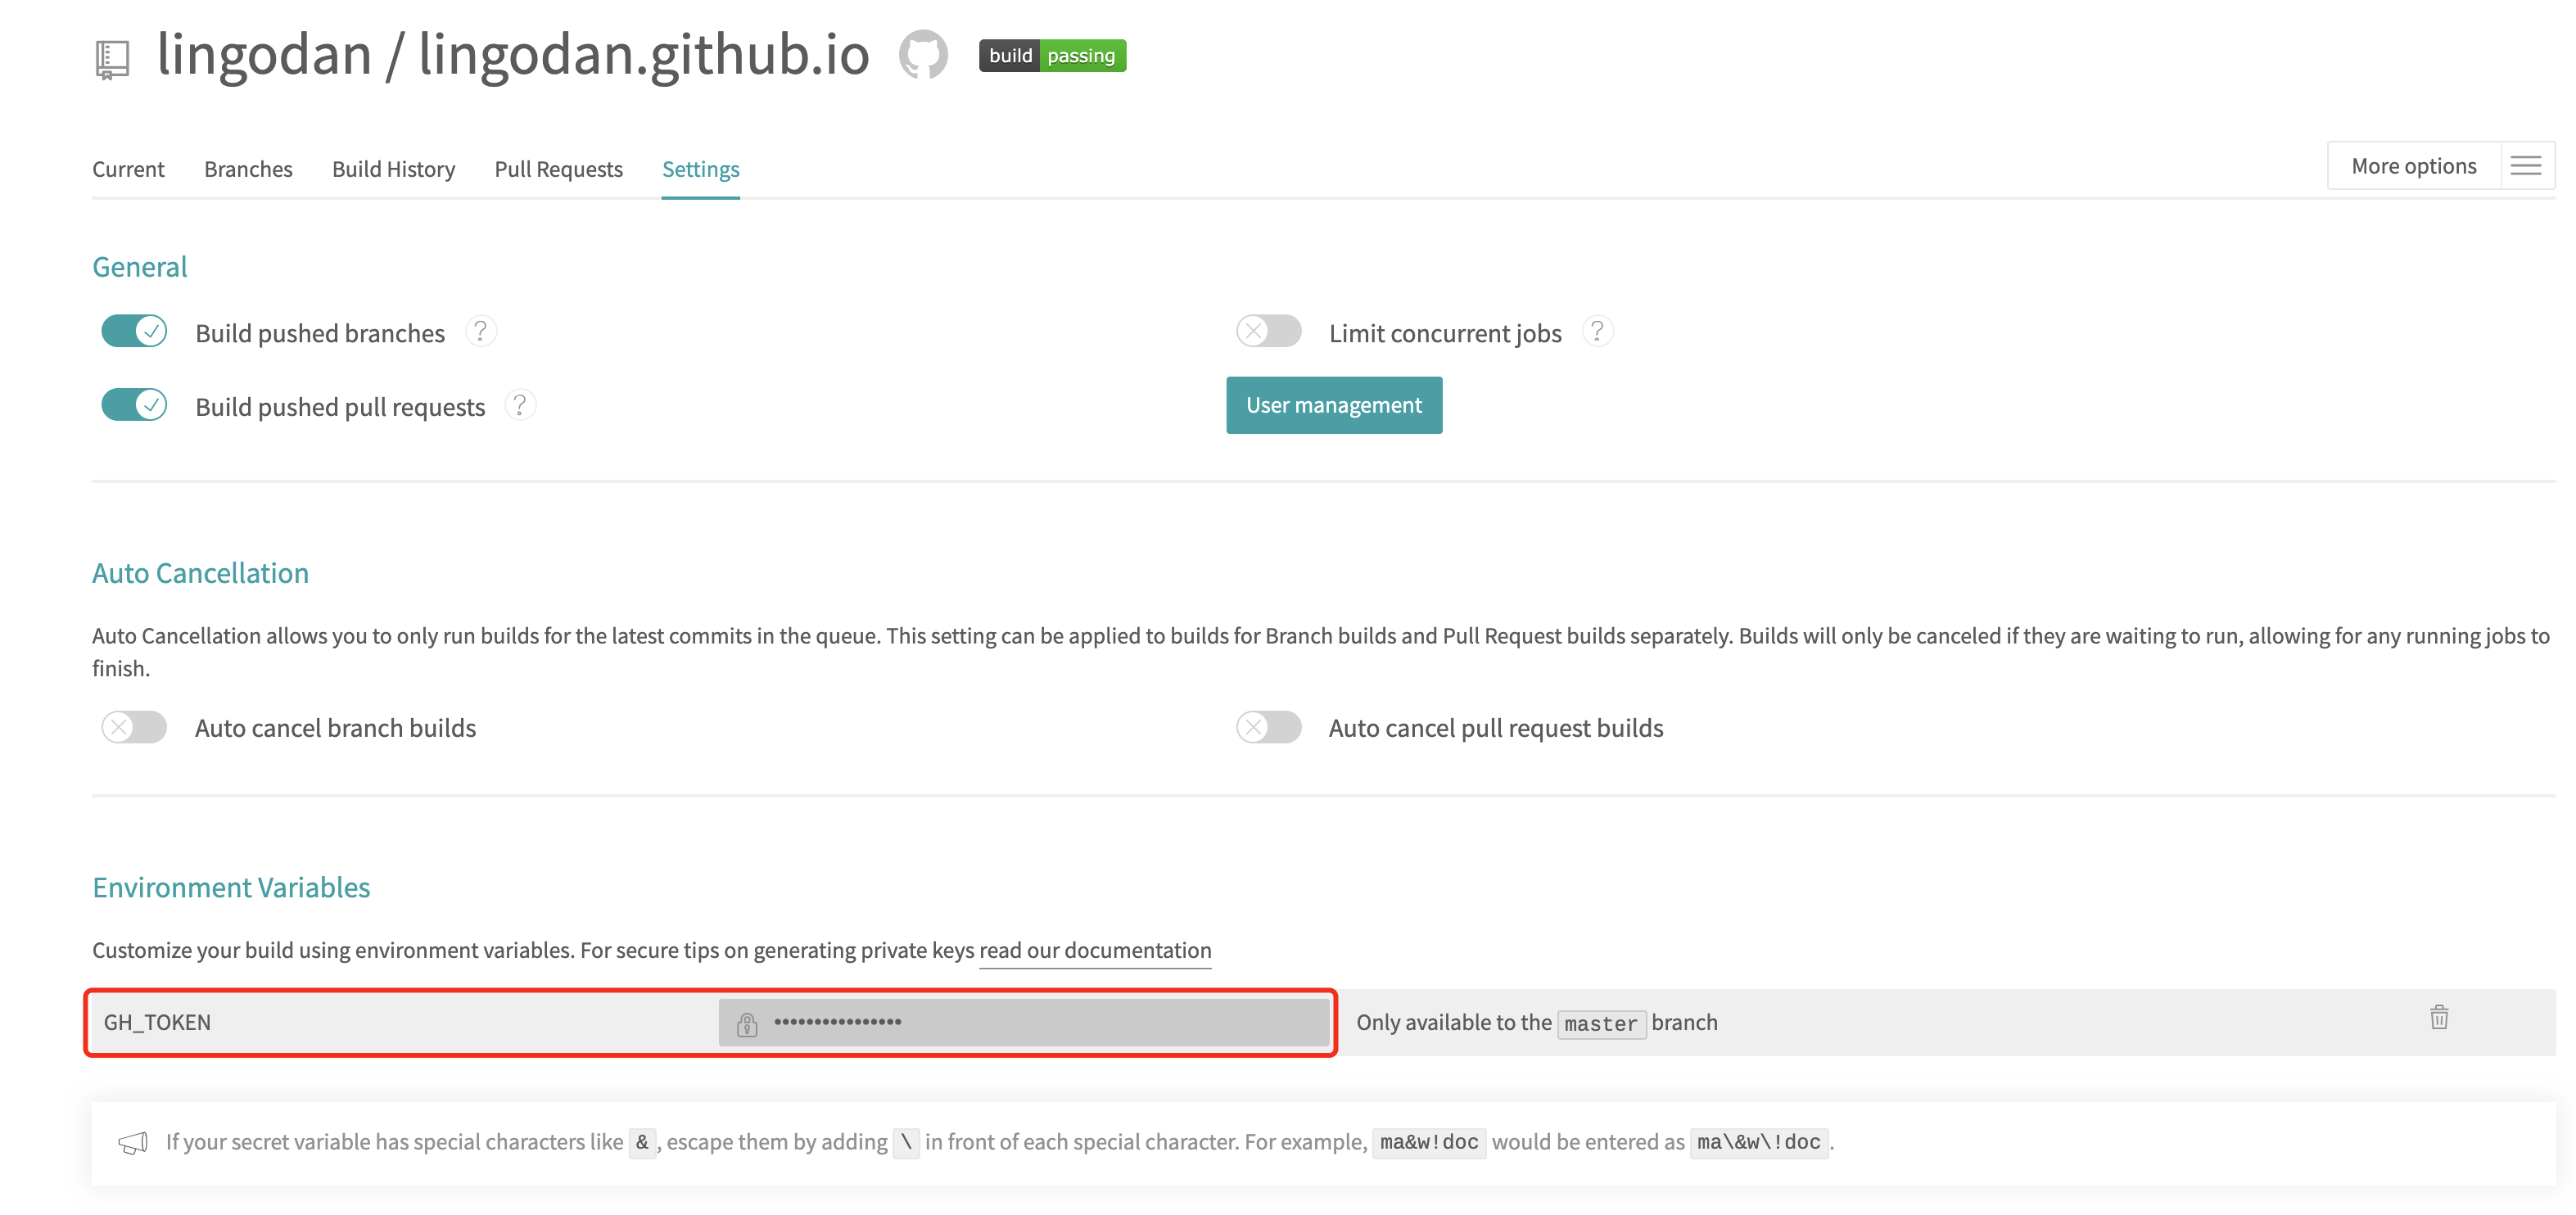 lingodan / lingodan.github.io build passing
Current Branches Build History Pull Requests Settings More options
General
Build pushed branches ? Limit concurrent jobs ?
Build pushed pull requests ? User management
Auto Cancellation
Auto Cancellation allows you to only run builds for the latest commits in the queue. This setting can be applied to builds for Branch builds and Pull Request builds separately. Builds will only be canceled if they are waiting to run, allowing for any running jobs to
finish.
Auto cancel branch builds Auto cancel pull request builds
Environment Variables
Customize your build using environment variables. For secure tips on generating private keys read our documentation
GH_TOKEN •••••••••••••••• Only available to the master branch
If your secret variable has special characters like &, escape them by adding \ in front of each special character. For example, ma&w!doc would be entered as ma\&w\!doc.